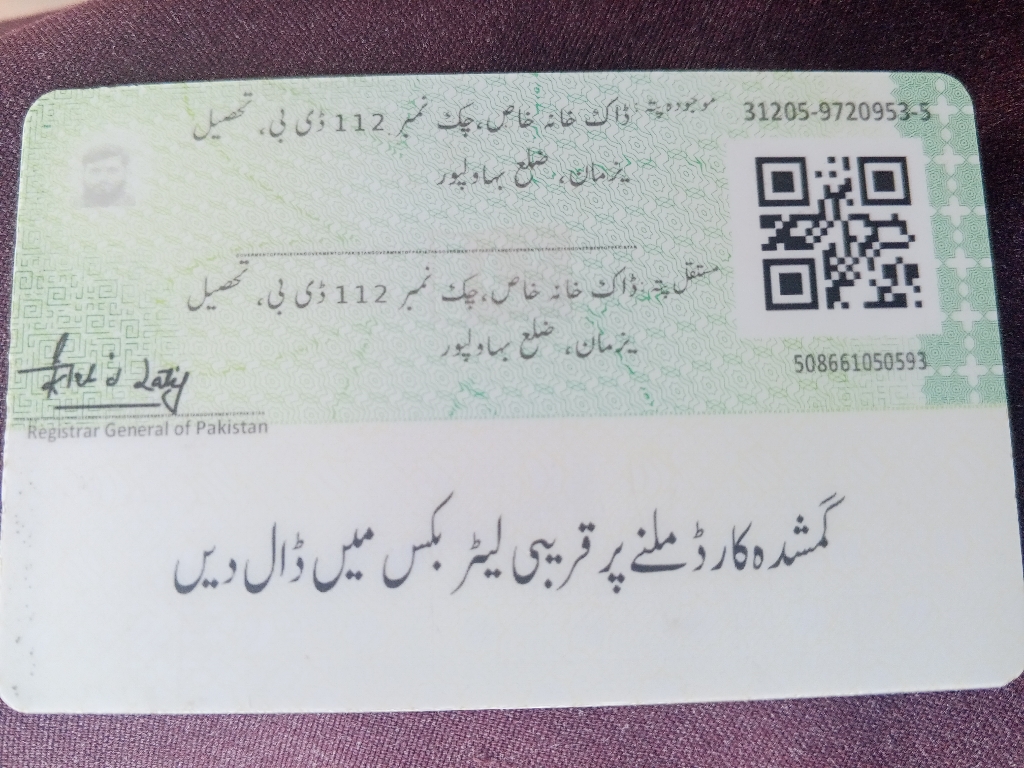 31205-9720953-5
موجودہ پتہ: ڈاک خانہ خاص، چک نمبر 112 ڈی بی، تحصیل
یزمان، ضلع بہاولپور
مستقل پتہ: ڈاک خانہ خاص، چک نمبر 112 ڈی بی، تحصیل
یزمان، ضلع بہاولپور
508661050593
Registrar General of Pakistan
گمشدہ کارڈ ملنے پر قریبی لیٹر بکس میں ڈال دیں